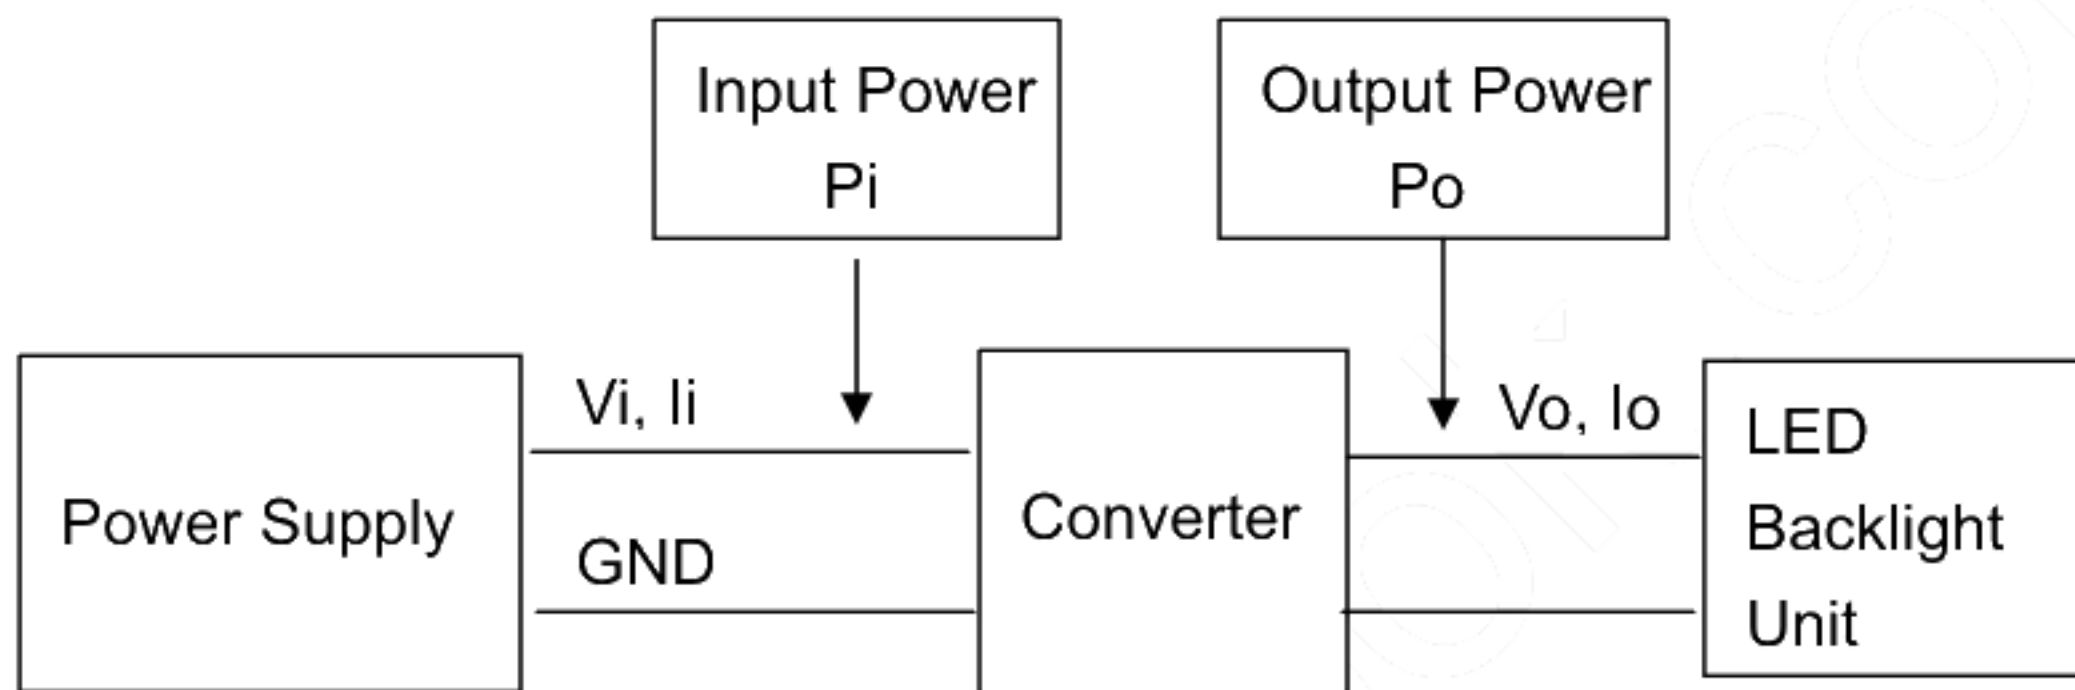 Input Power
Pi
Output Power
Po
Vi, Ii
Vo, Io
Power Supply
GND
Converter
LED
Backlight
Unit